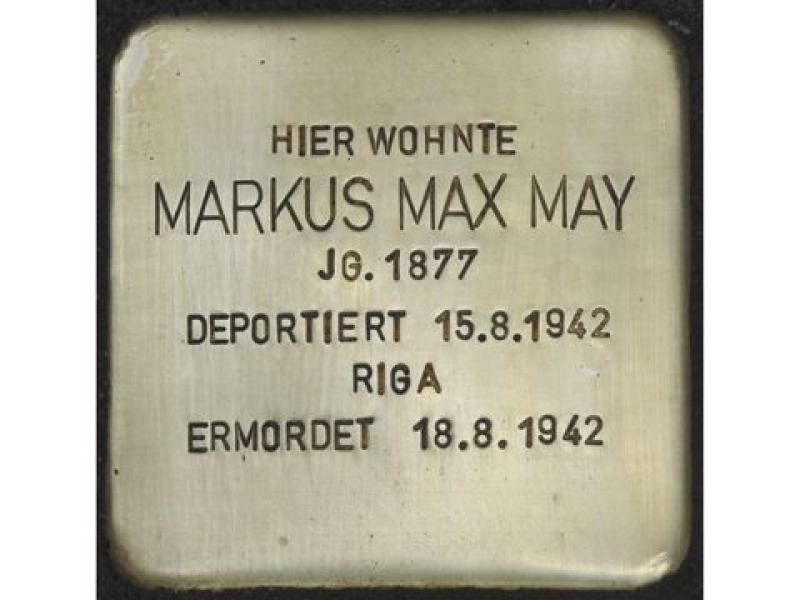 HIER WOHNTE
MARKUS MAX MAY
JG. 1877
DEPORTIERT 15.8.1942
RIGA
ERMORDET 18.8.1942